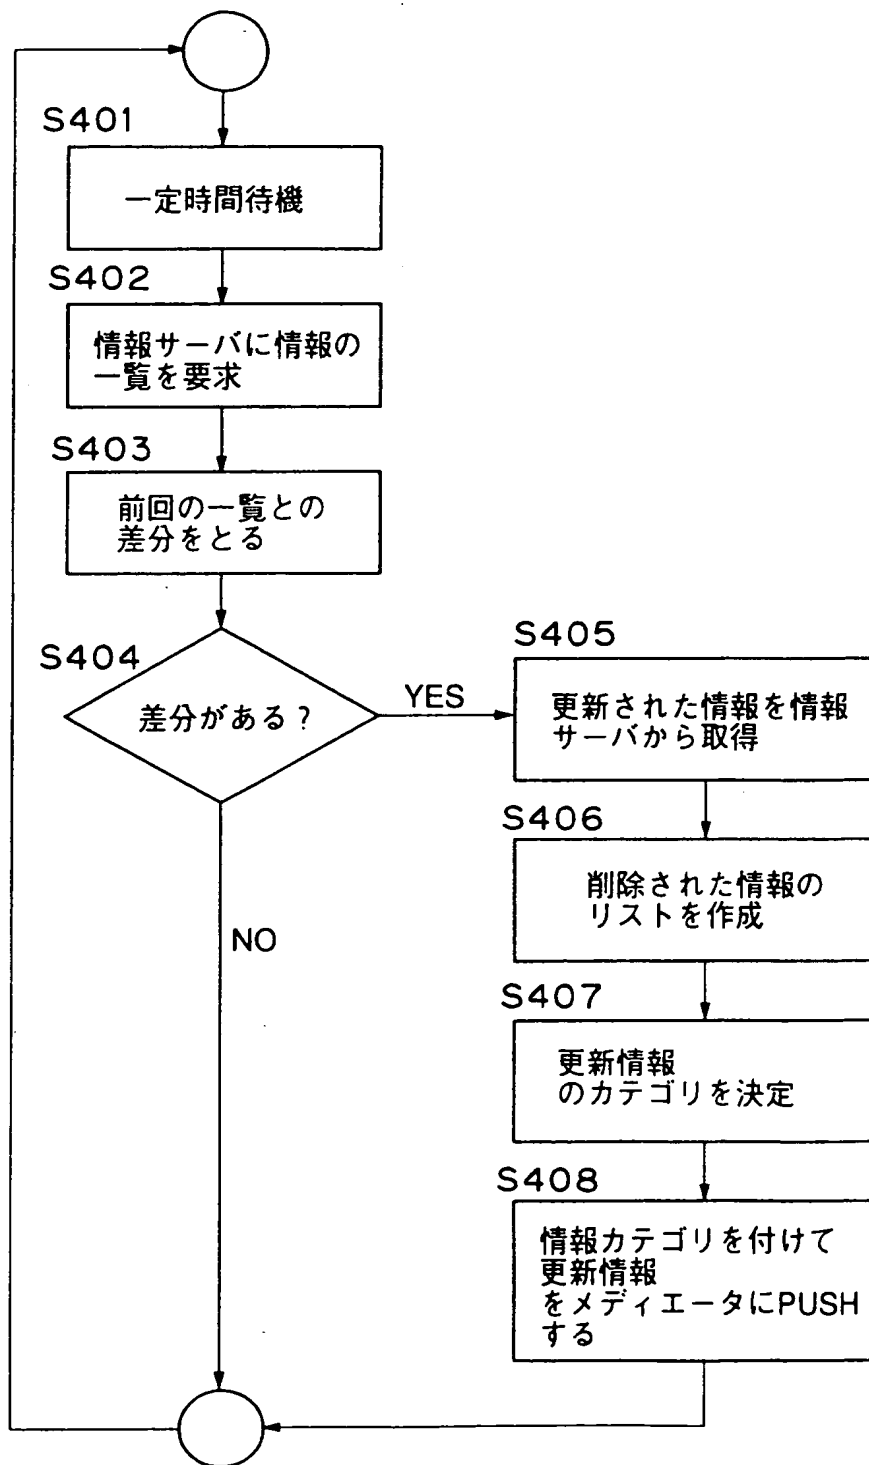 S401
一定時間待機
S402
情報サーバに情報の
一覧を要求
S403
前回の一覧との
差分をとる
S404
差分がある？
YES
NO
S405
更新された情報を情報
サーバから取得
S406
削除された情報の
リストを作成
S407
更新情報
のカテゴリを決定
S408
情報カテゴリを付けて
更新情報
をメディエータにPUSH
する